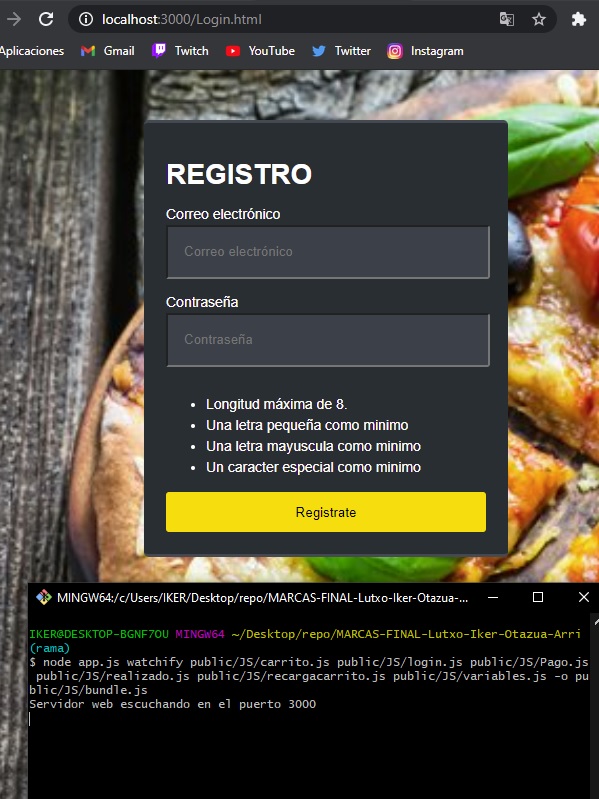 localhost:3000/Login.html
Aplicaciones Gmail Twitch YouTube Twitter Instagram
REGISTRO
Correo electrónico
Correo electrónico
Contraseña
Contraseña
Longitud máxima de 8.
Una letra pequeña como minimo
Una letra mayuscula como minimo
Un caracter especial como minimo
Registrate
MINGW64:/c/Users/IKER/Desktop/repo/MARCAS-FINAL-Lutxo-Iker-Otazua-...
IKER@DESKTOP-BGNF7OU MINGW64 ~/Desktop/repo/MARCAS-FINAL-Lutxo-Iker-Otazua-Arri
(rama)
$ node app.js watchify public/JS/carrito.js public/JS/login.js public/JS/Pago.js
public/JS/realizado.js public/JS/recargacarrito.js public/JS/variables.js -o pu
blic/JS/bundle.js
Servidor web escuchando en el puerto 3000